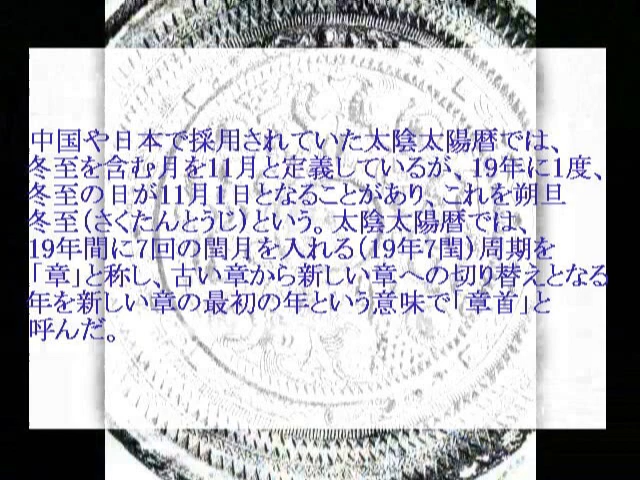 中国や日本で採用されていた太陰太陽暦では、
冬至を含む月を11月と定義しているが、19年に1度、
冬至の日が11月1日となることがあり、これを朔旦
冬至(さくたんとうじ)という。太陰太陽暦では、
19年間に7回の閏月を入れる(19年7閏)周期を
「章」と称し、古い章から新しい章への切り替えとなる
年を新しい章の最初の年という意味で「章首」と
呼んだ。